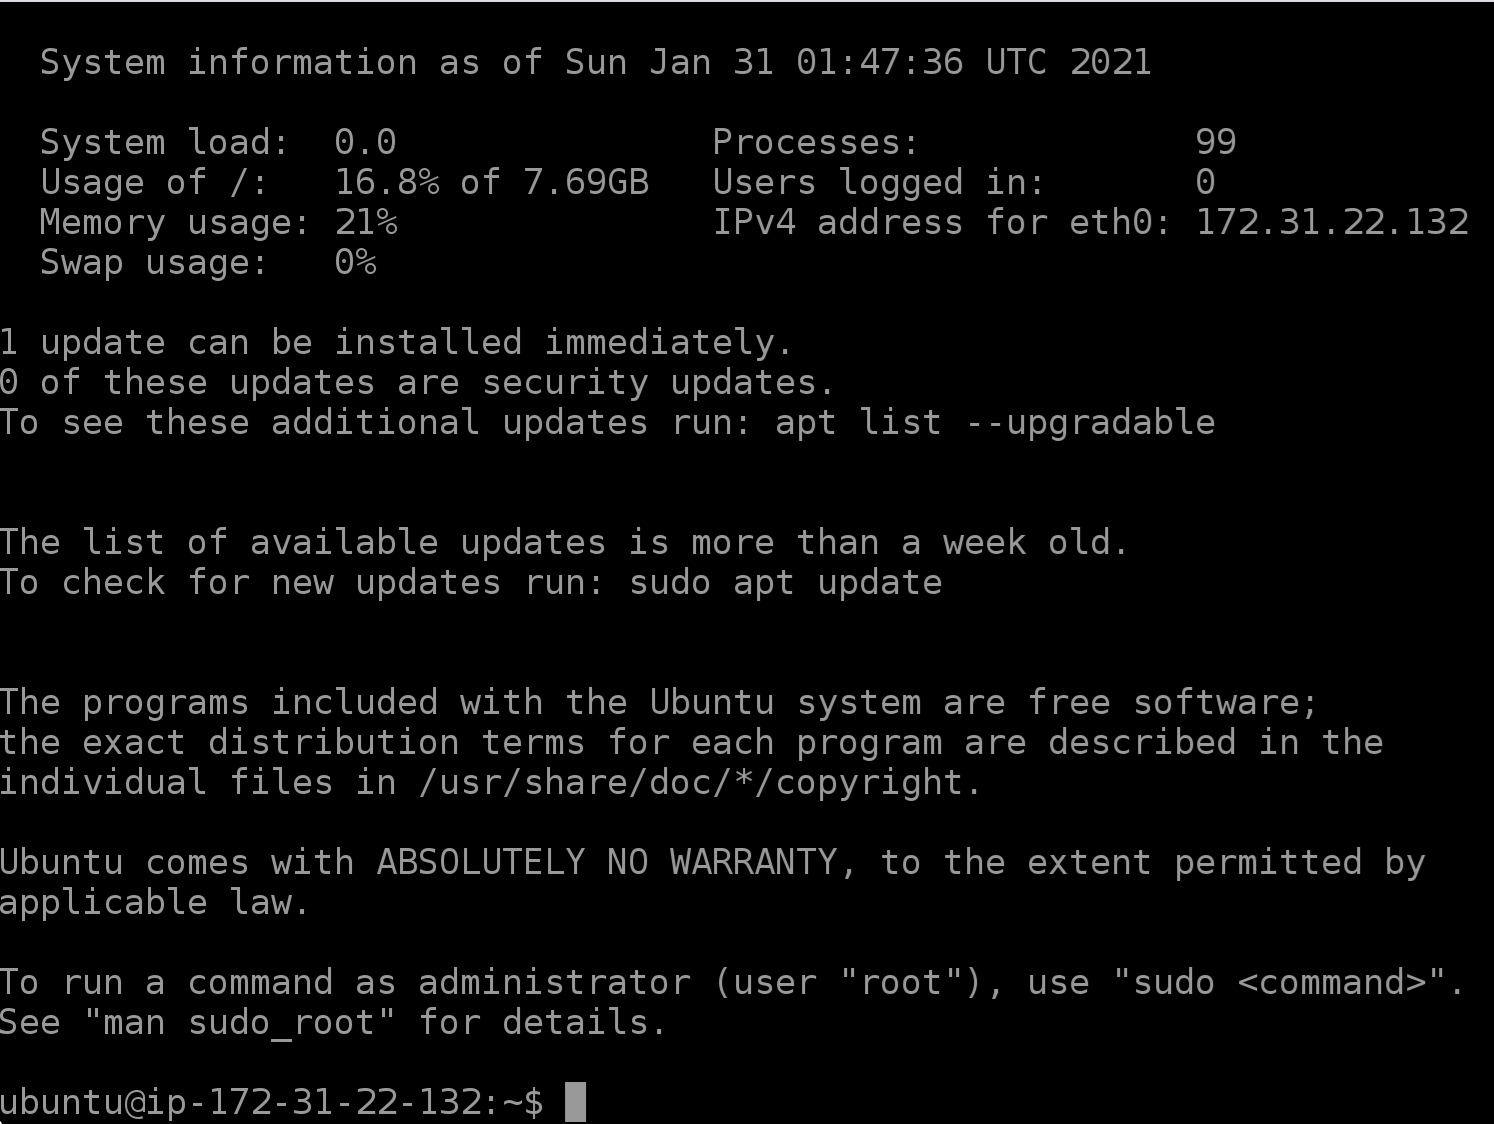 System information as of Sun Jan 31 01:47:36 UTC 2021
System load:  0.0               Processes:             99
Usage of /:   16.8% of 7.69GB   Users logged in:       0
Memory usage: 21%               IPv4 address for eth0: 172.31.22.132
Swap usage:   0%
1 update can be installed immediately.
0 of these updates are security updates.
To see these additional updates run: apt list --upgradable
The list of available updates is more than a week old.
To check for new updates run: sudo apt update
The programs included with the Ubuntu system are free software;
the exact distribution terms for each program are described in the
individual files in /usr/share/doc/*/copyright.
Ubuntu comes with ABSOLUTELY NO WARRANTY, to the extent permitted by
applicable law.
To run a command as administrator (user "root"), use "sudo <command>".
See "man sudo_root" for details.
ubuntu@ip-172-31-22-132:~$